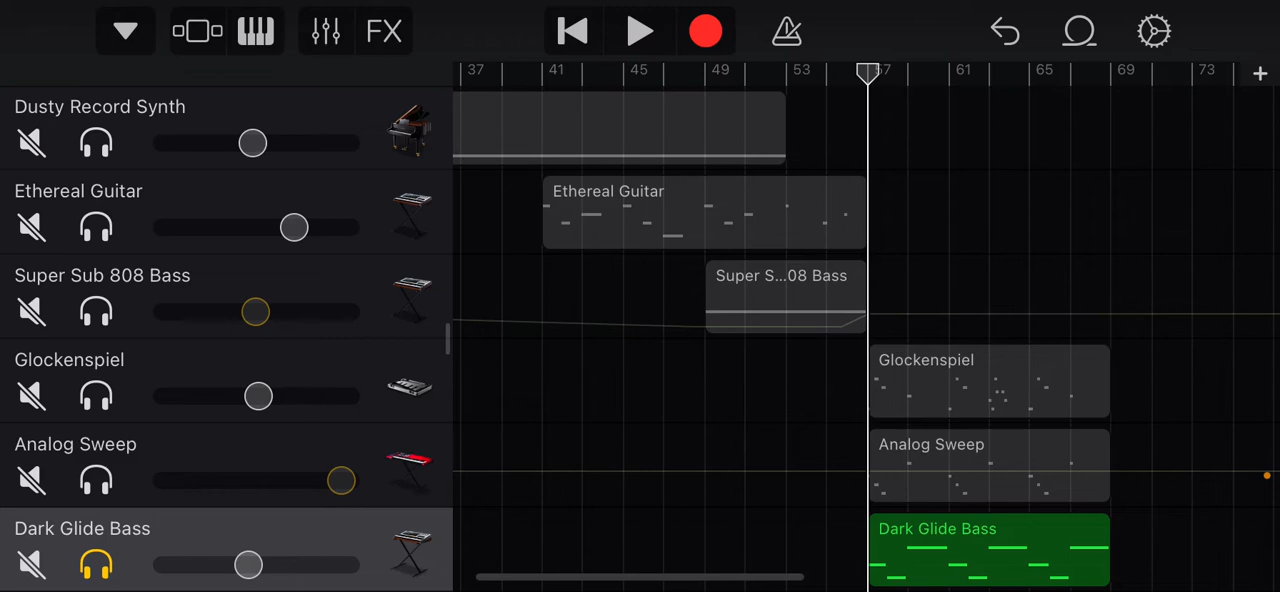 FX
37 41 45 49 53 57 61 65 69 73 +
Dusty Record Synth
Ethereal Guitar
Ethereal Guitar
Super Sub 808 Bass
Super S...08 Bass
Glockenspiel
Glockenspiel
Analog Sweep
Analog Sweep
Dark Glide Bass
Dark Glide Bass